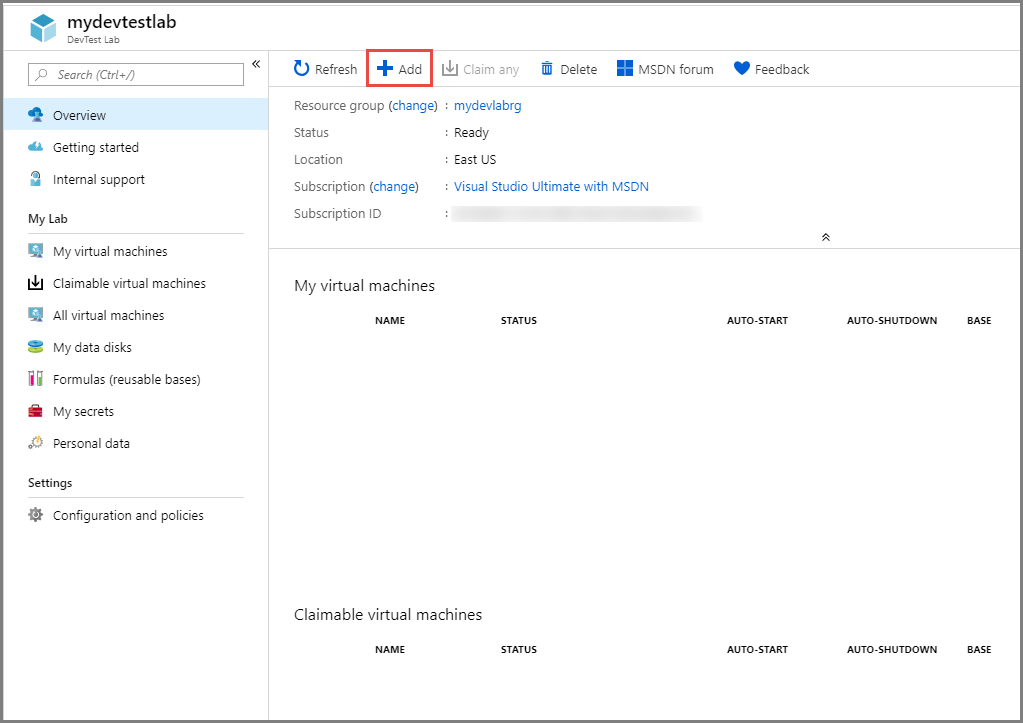 mydevtestlab
DevTest Lab
Search (Ctrl+/)
«
Refresh Add Claim any Delete MSDN forum Feedback
Overview
Getting started
Internal support
My Lab
My virtual machines
Claimable virtual machines
All virtual machines
My data disks
Formulas (reusable bases)
My secrets
Personal data
Settings
Configuration and policies
Resource group (change) : mydevlabrg
Status : Ready
Location : East US
Subscription (change) : Visual Studio Ultimate with MSDN
Subscription ID :
My virtual machines
NAME STATUS AUTO-START AUTO-SHUTDOWN BASE
Claimable virtual machines
NAME STATUS AUTO-START AUTO-SHUTDOWN BASE